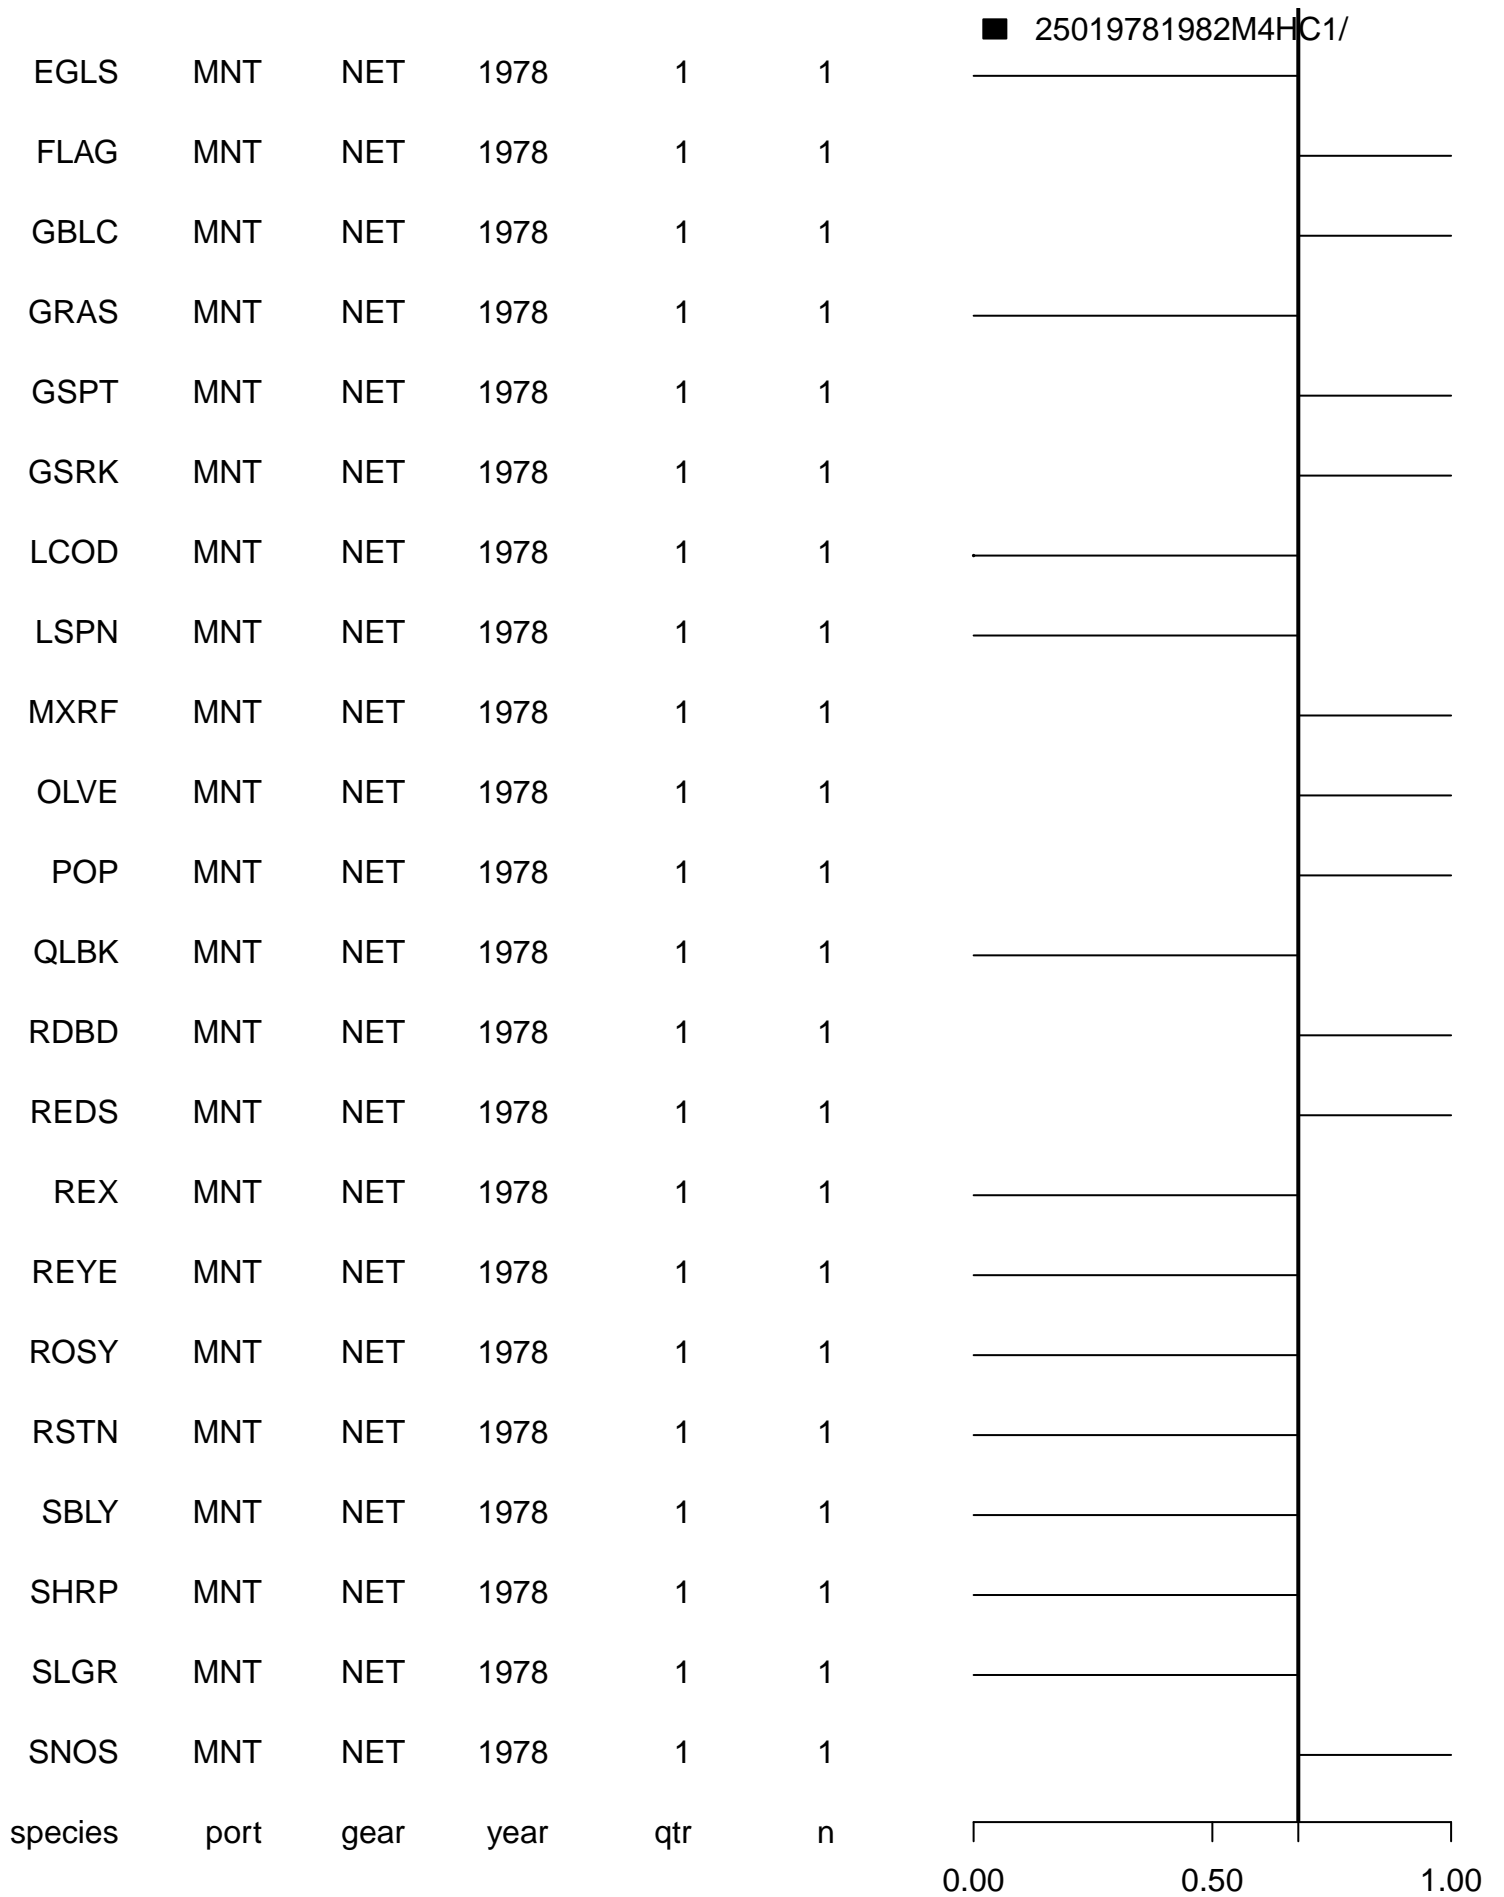 25019781982M4HC1/
EGLS MNT NET 1978 1 1
FLAG MNT NET 1978 1 1
GBLC MNT NET 1978 1 1
GRAS MNT NET 1978 1 1
GSPT MNT NET 1978 1 1
GSRK MNT NET 1978 1 1
LCOD MNT NET 1978 1 1
LSPN MNT NET 1978 1 1
MXRF MNT NET 1978 1 1
OLVE MNT NET 1978 1 1
POP MNT NET 1978 1 1
QLBK MNT NET 1978 1 1
RDBD MNT NET 1978 1 1
REDS MNT NET 1978 1 1
REX MNT NET 1978 1 1
REYE MNT NET 1978 1 1
ROSY MNT NET 1978 1 1
RSTN MNT NET 1978 1 1
SBLY MNT NET 1978 1 1
SHRP MNT NET 1978 1 1
SLGR MNT NET 1978 1 1
SNOS MNT NET 1978 1 1
species port gear year qtr n
0.00 0.50 1.00